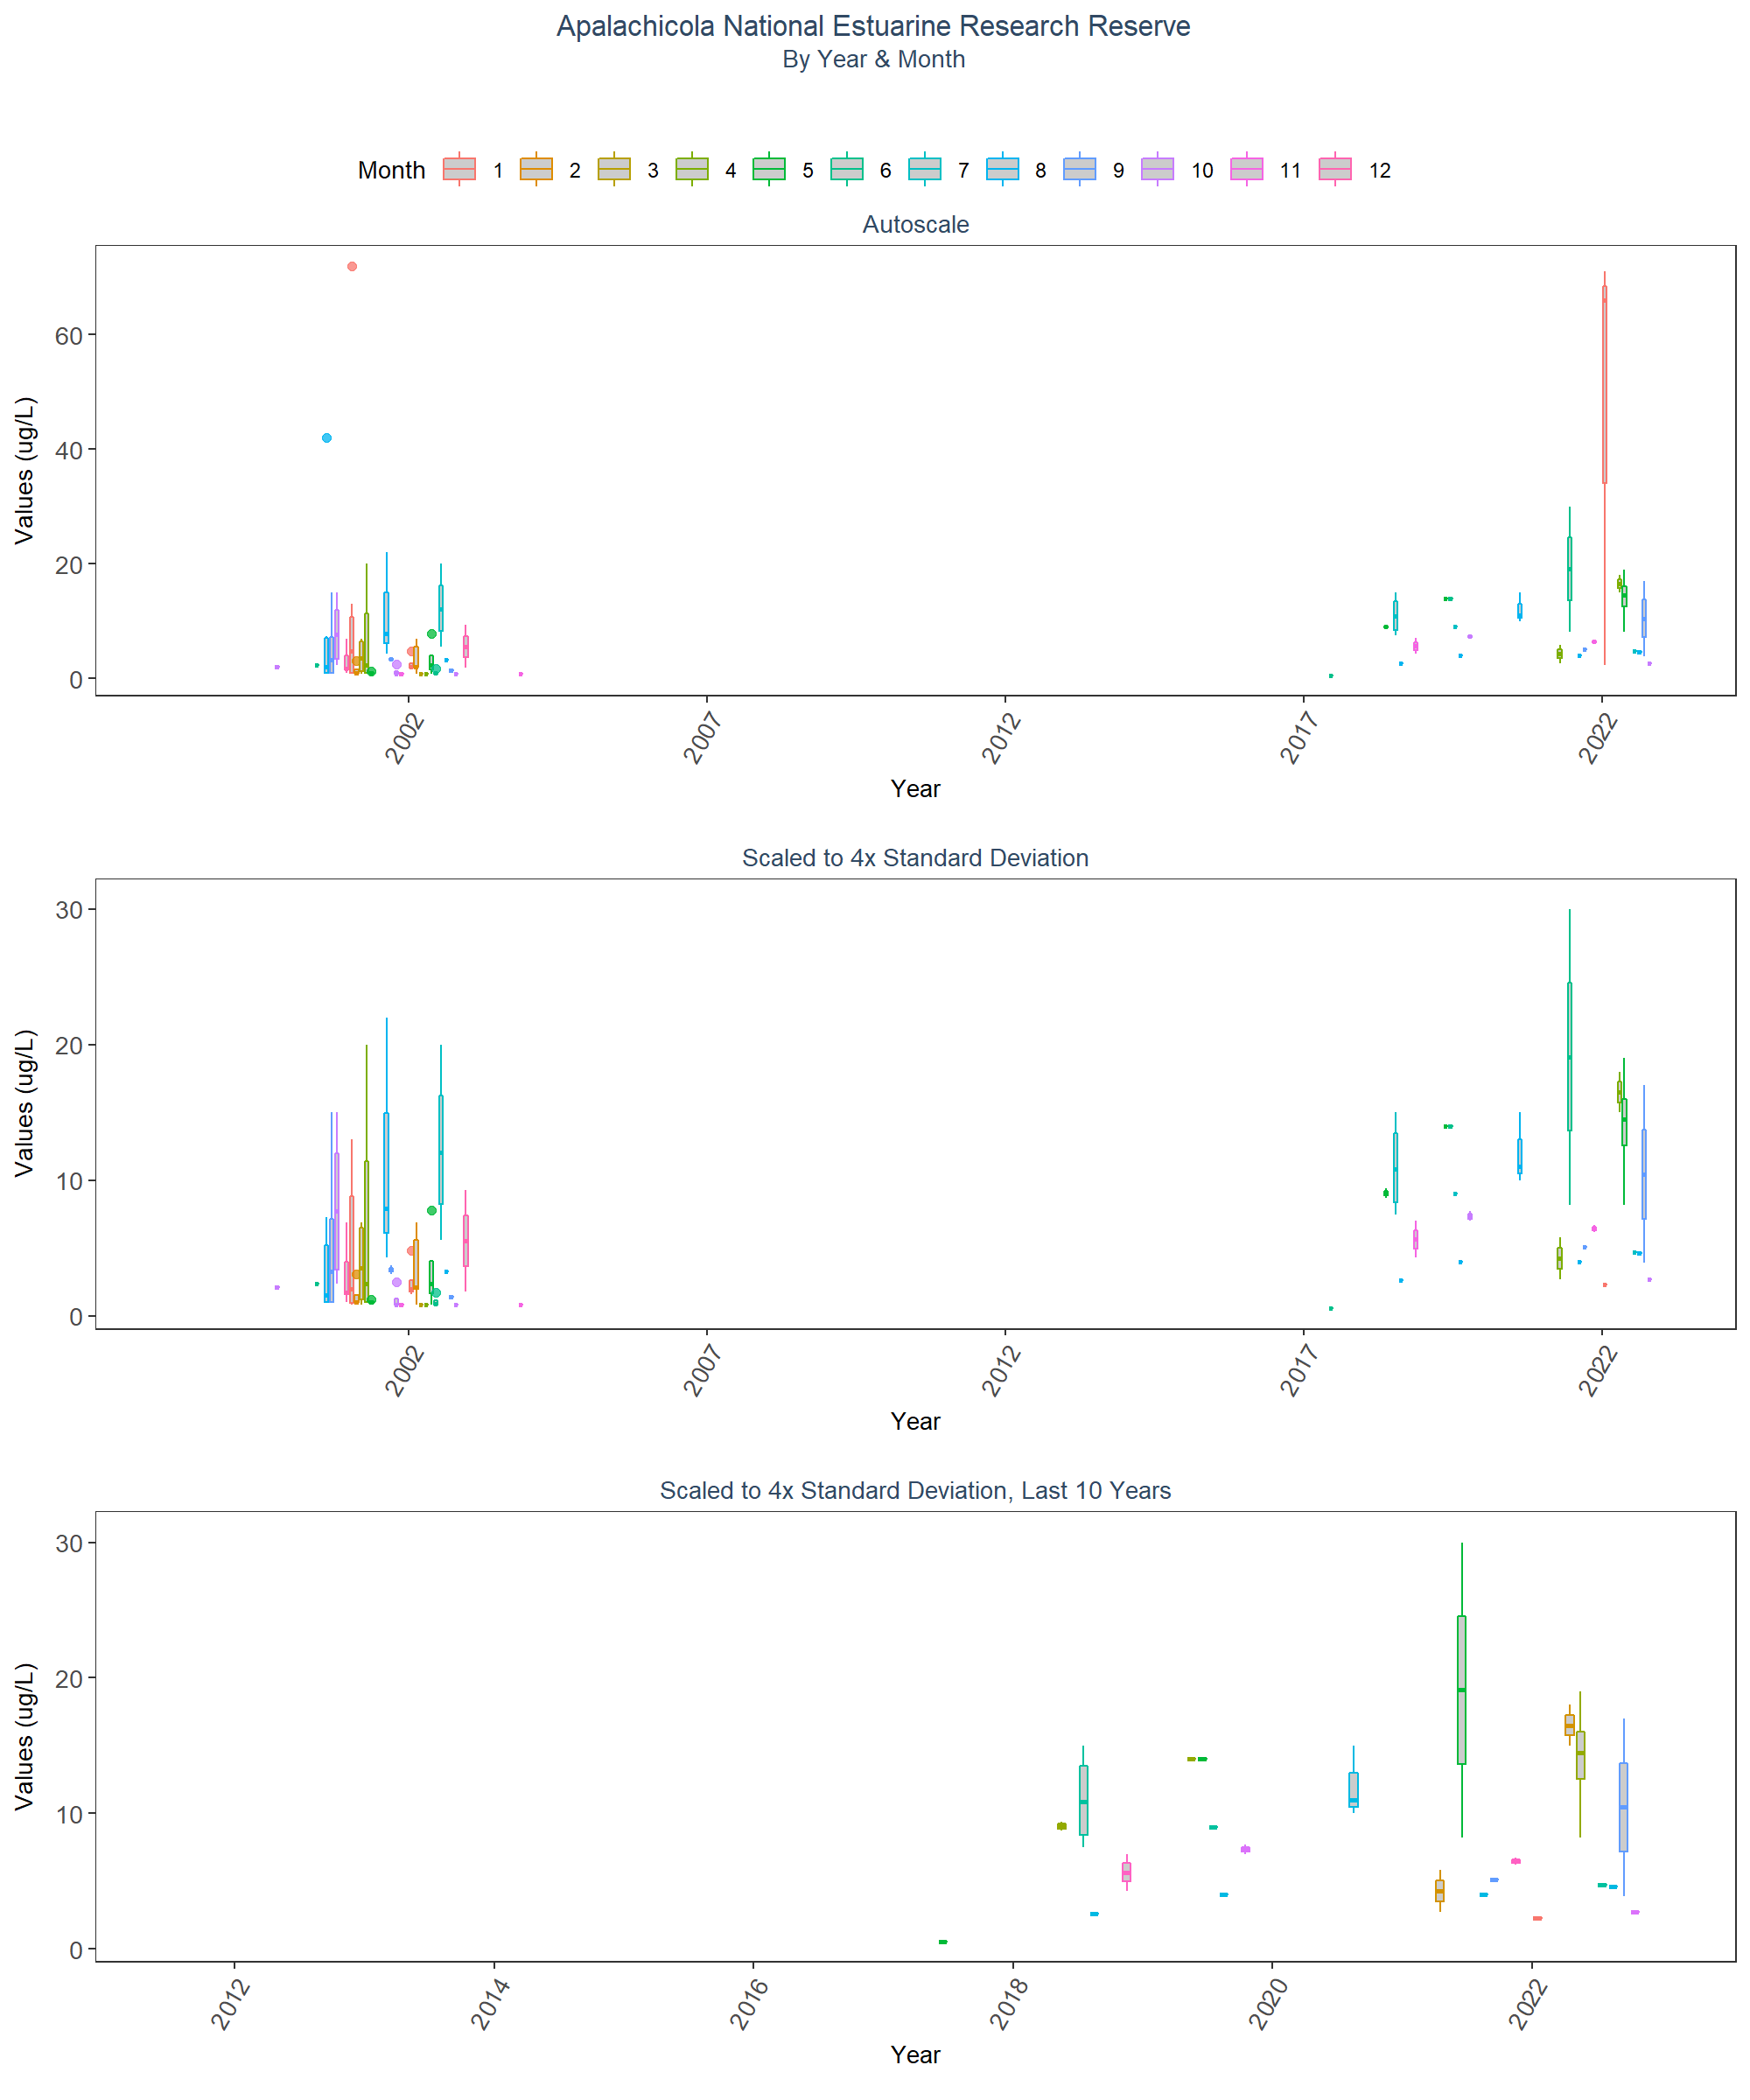 Apalachicola National Estuarine Research Reserve
By Year & Month
Month 1 2 3 4 5 6 7 8 9 10 11 12
Autoscale
Values (ug/L)
60
40
20
0
2002 2007 2012 2017 2022
Year
Scaled to 4x Standard Deviation
Values (ug/L)
30
20
10
0
2002 2007 2012 2017 2022
Year
Scaled to 4x Standard Deviation, Last 10 Years
Values (ug/L)
30
20
10
0
2012 2014 2016 2018 2020 2022
Year